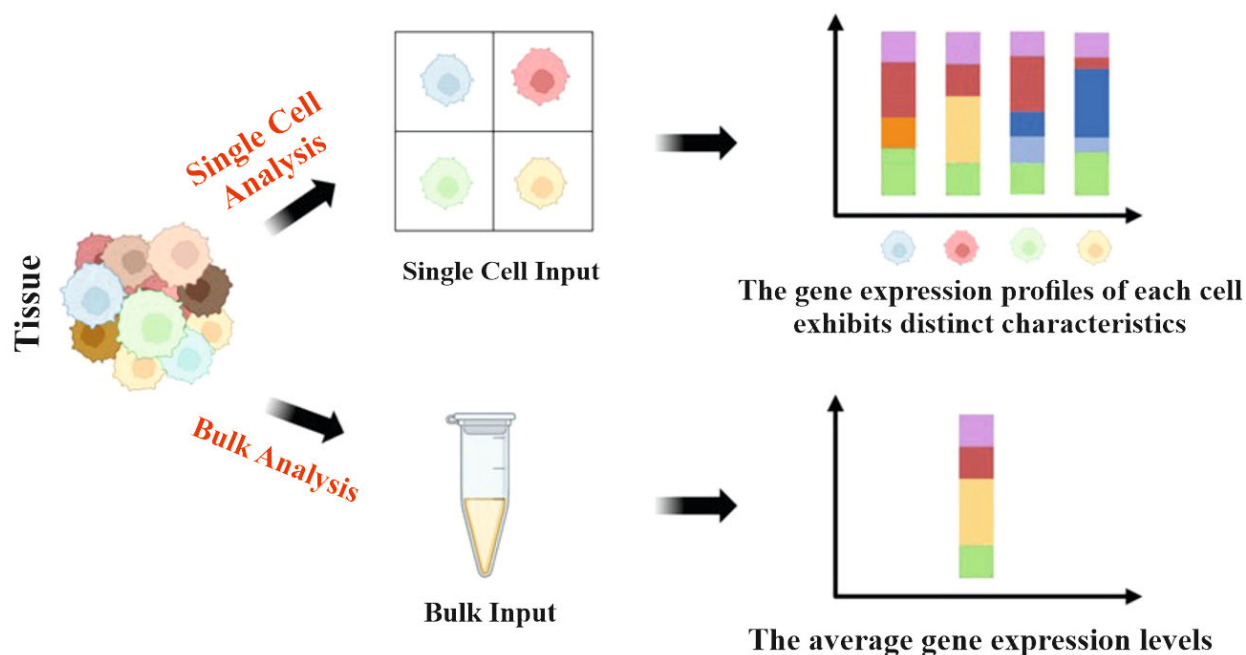 Tissue
Single Cell
Analysis
Single Cell Input
The gene expression profiles of each cell
exhibits distinct characteristics
Bulk Analysis
Bulk Input
The average gene expression levels